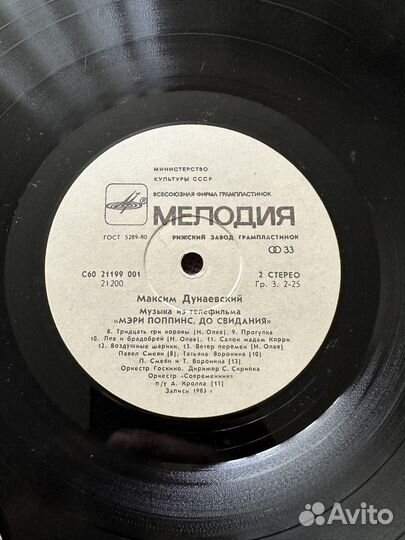 МИНИСТЕРСТВО
КУЛЬТУРЫ СССР
ВСЕСОЮЗНАЯ ФИРМА ГРАМПЛАСТИНОК
МЕЛОДИЯ
ГОСТ 5289-80 РИЖСКИЙ ЗАВОД ГРАМПЛАСТИНОК 33
С60 21199 001 2 СТЕРЕО
21200 Гр. 3. 2-25
Максим Дунаевский
Музыка из телефильма
«МЭРИ ПОППИНС, ДО СВИДАНИЯ»
8. Тридцать три коровы (Н. Олев) 9. Прогулка
10. Лев и брадобрей (Н. Олев). 11. Салон мадам Корри
12. Воздушные шарики. 13. Ветер перемен (Н. Олев)
Павел Смеян (8), Татьяна Воронина (10)
П. Смеян и Т. Воронина (13)
Оркестр Госкино. Дирижер С. Скрипка
Оркестр «Современник»
п/у А. Кролла (11)
Запись 1983 г.
Avito